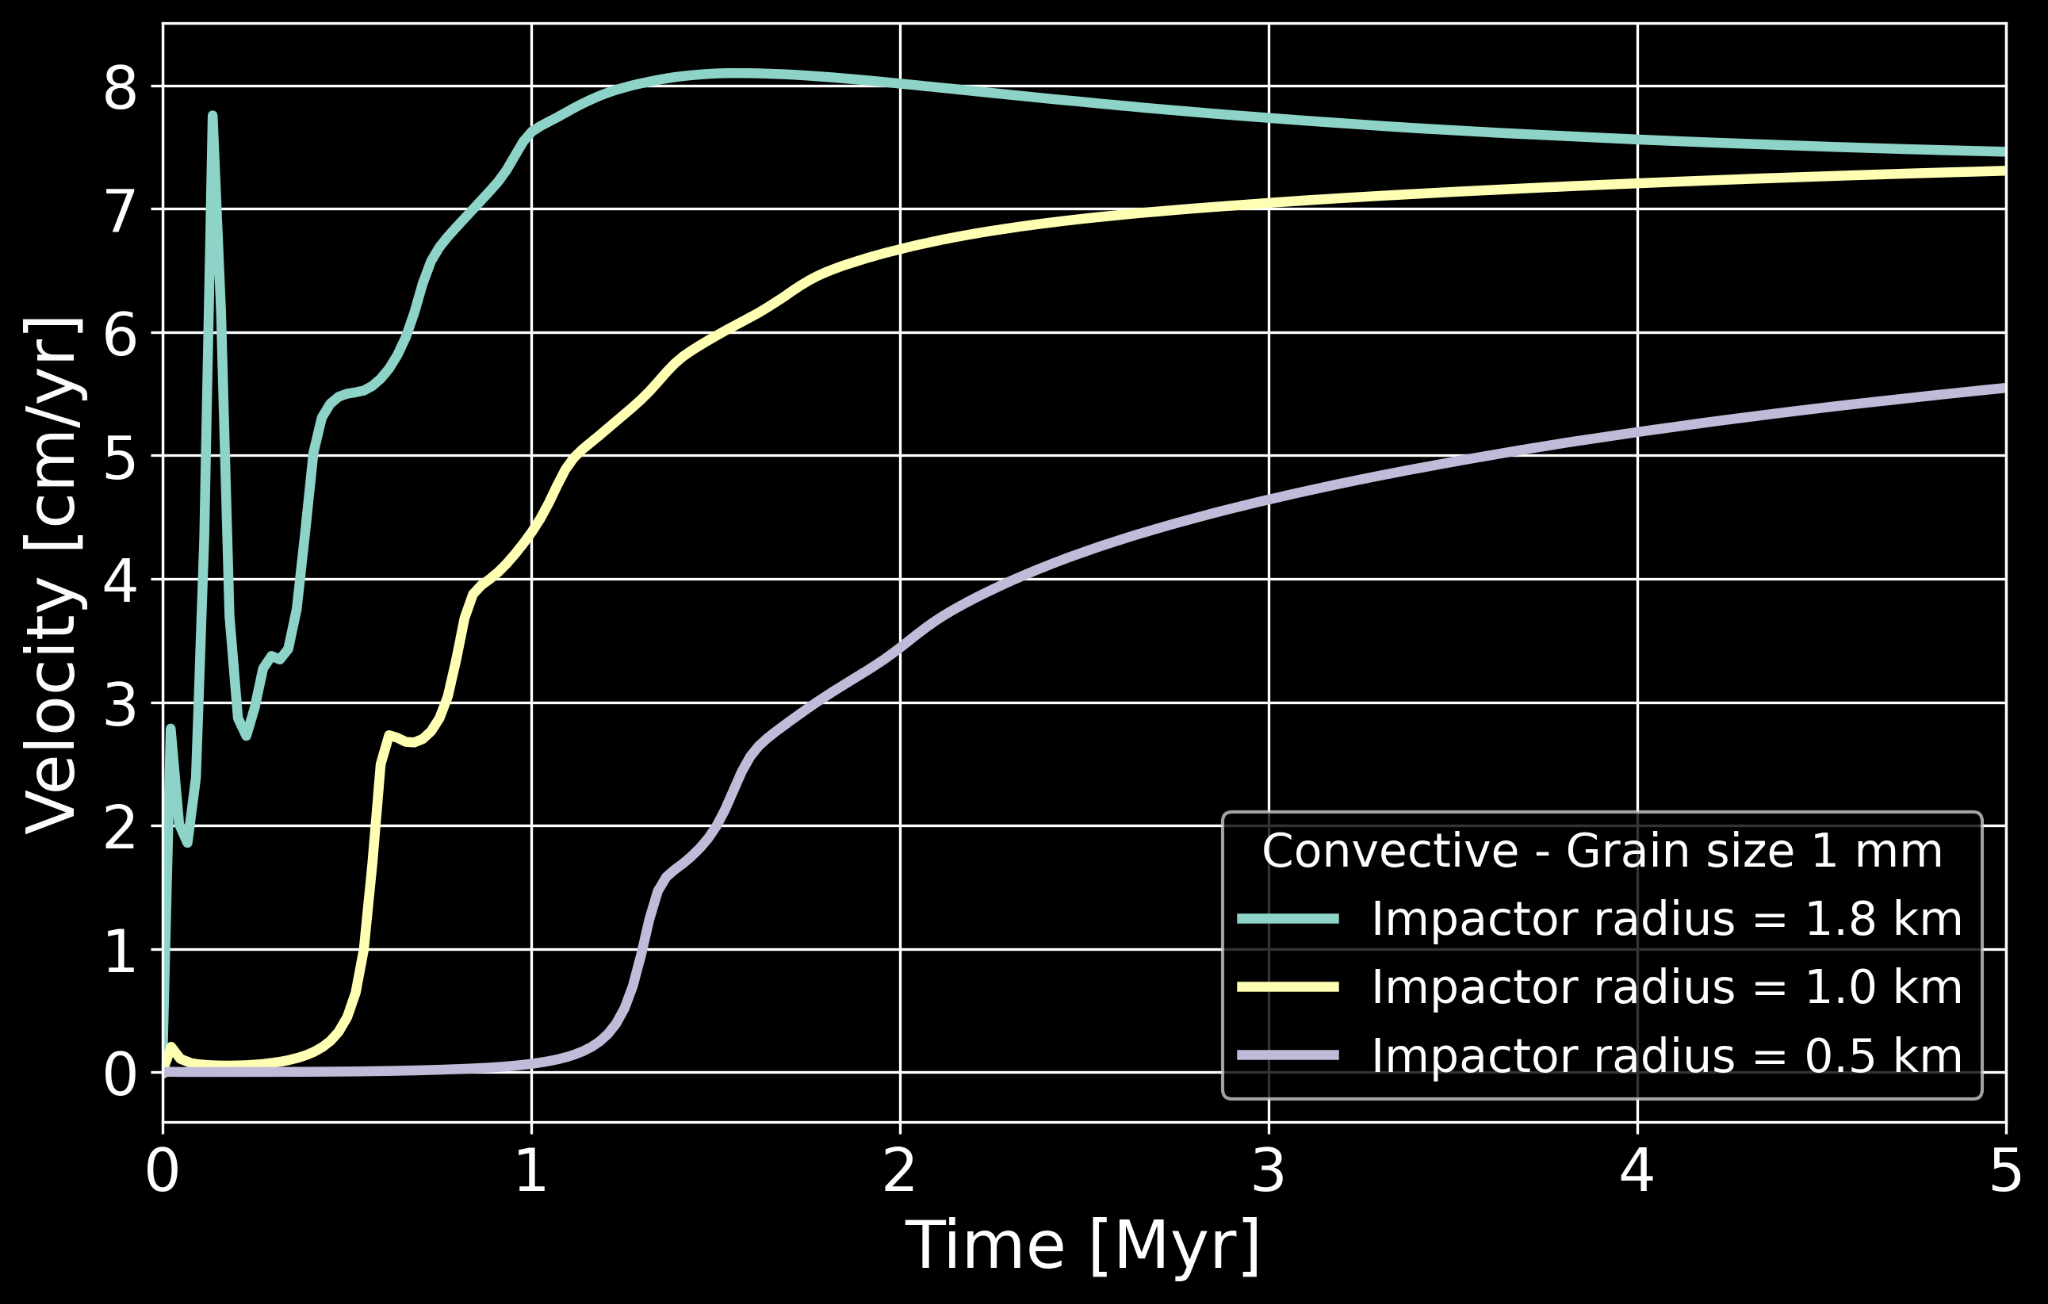 Velocity [cm/yr]
8
7
6
5
4
3
2
1
0
Convective - Grain size 1 mm
Impactor radius = 1.8 km
Impactor radius = 1.0 km
Impactor radius = 0.5 km
0 1 2 3 4 5
Time [Myr]